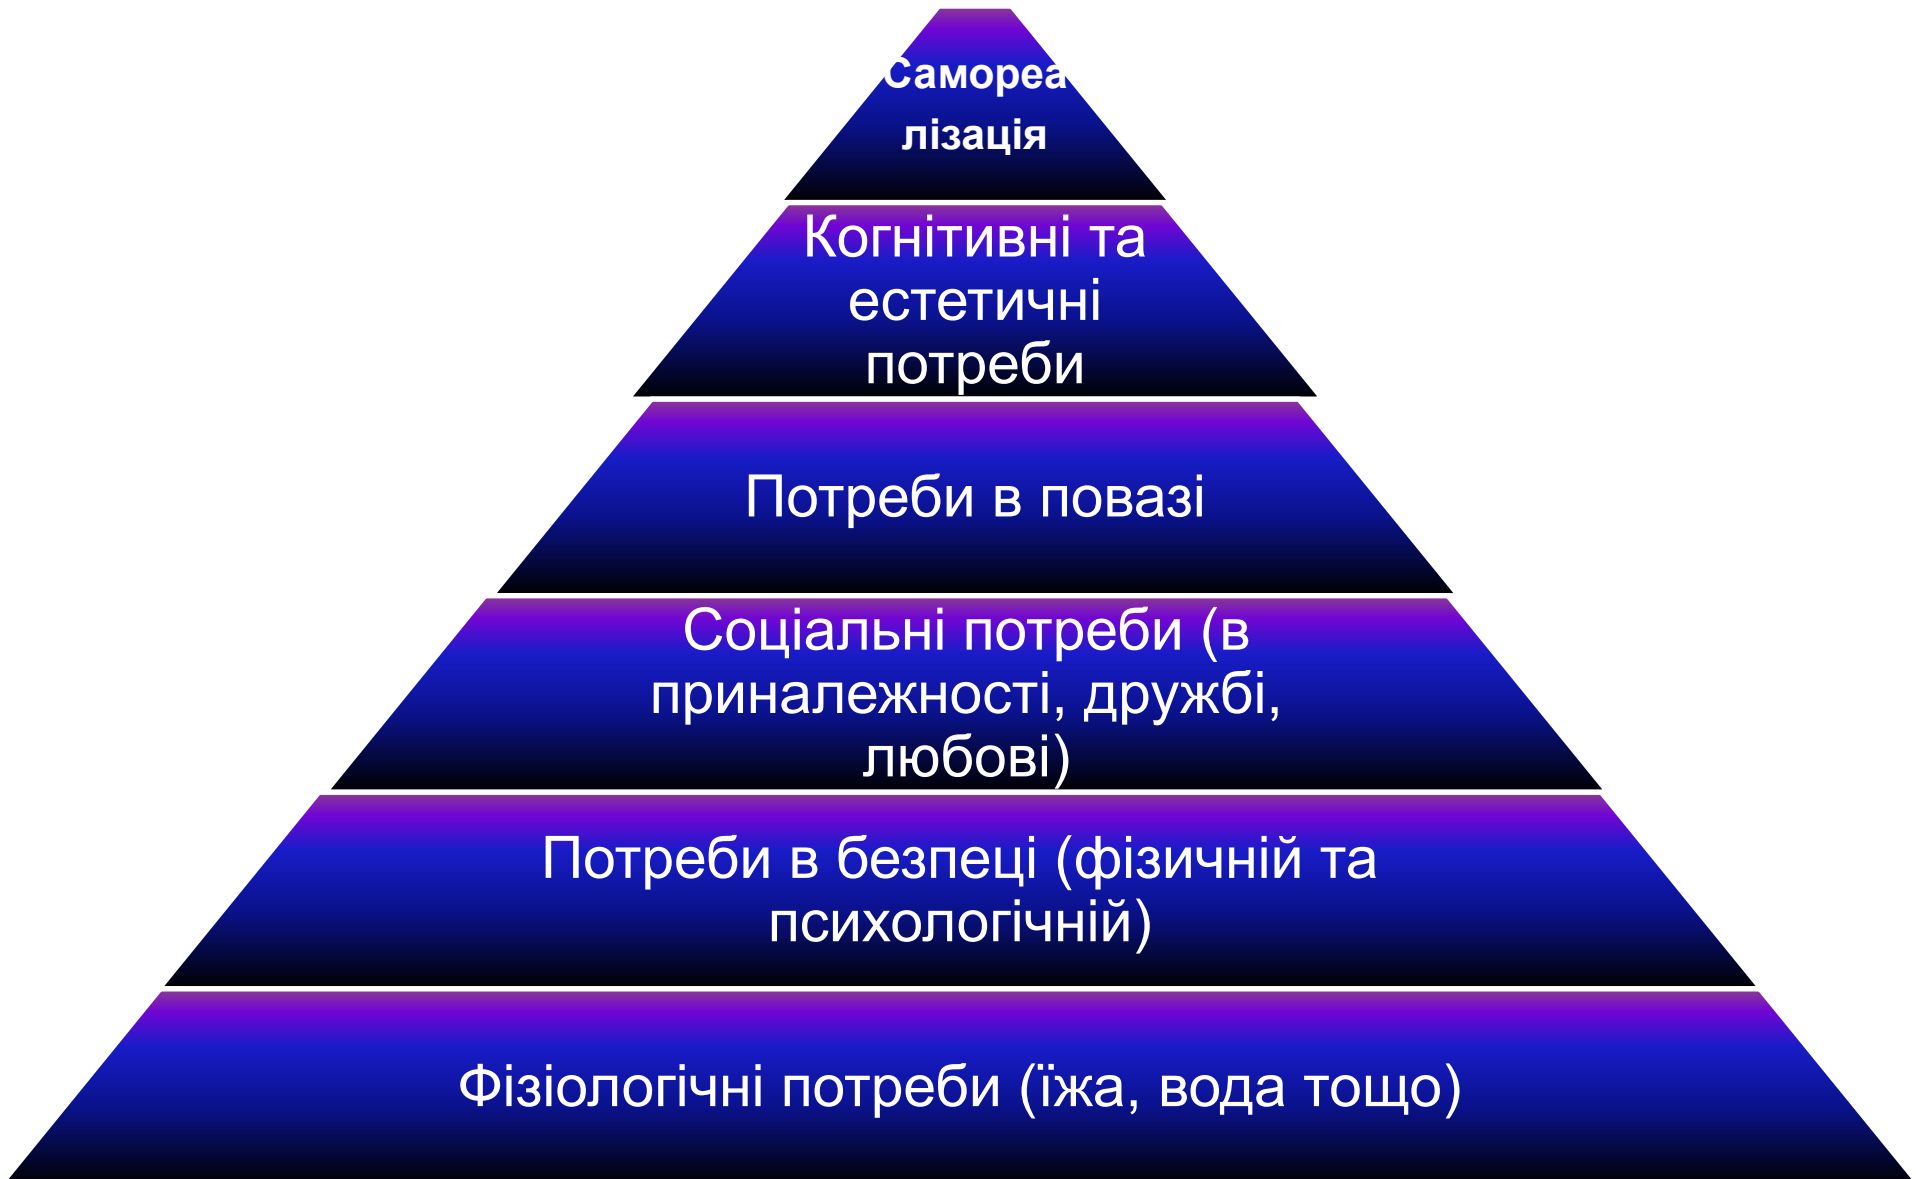 Самореа
лізація
Когнітивні та
естетичні
потреби
Потреби в повазі
Соціальні потреби (в
приналежності, дружбі,
любові)
Потреби в безпеці (фізичній та
психологічній)
Фізіологічні потреби (їжа, вода тощо)